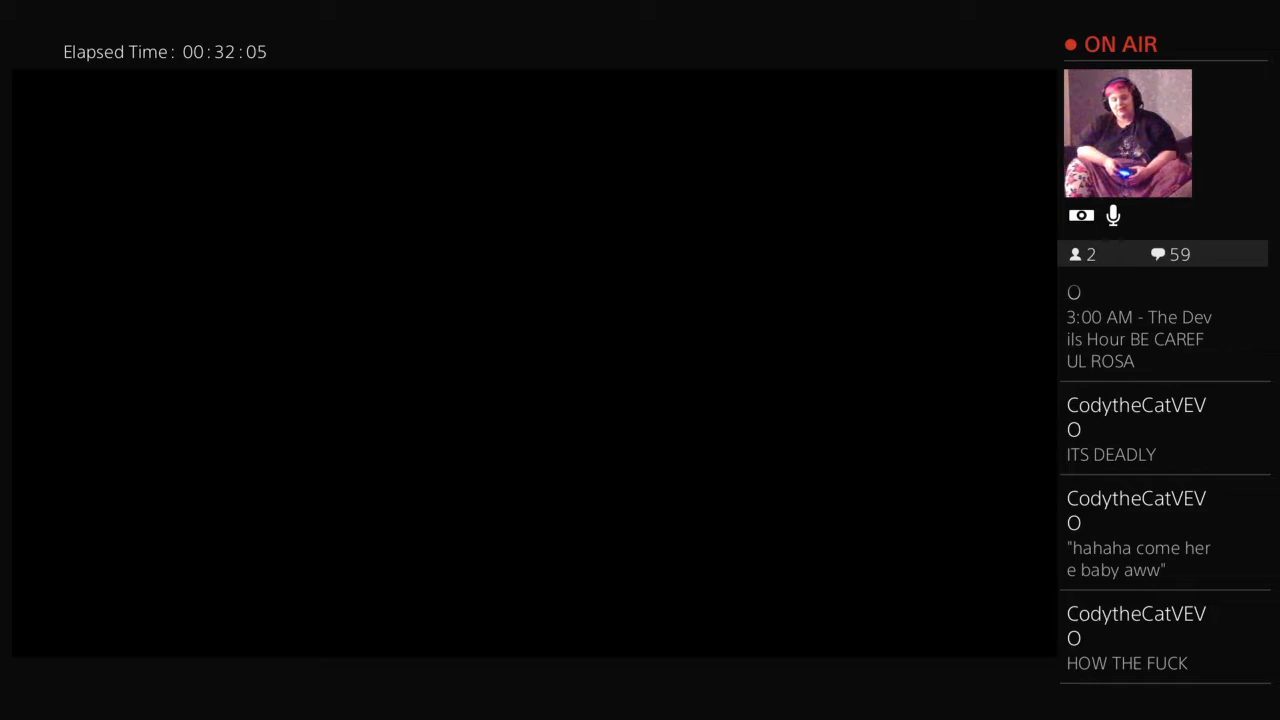 Elapsed Time: 00:32:05
ON AIR
2 59
O
3:00 AM - The Dev
ils Hour BE CAREF
UL ROSA
CodytheCatVEV
O
ITS DEADLY
CodytheCatVEV
O
"hahaha come her
e baby aww"
CodytheCatVEV
O
HOW THE FUCK